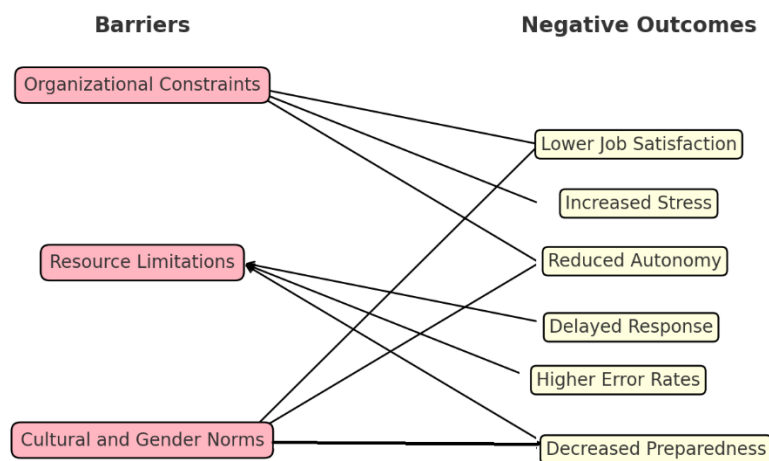 Barriers
Negative Outcomes
Organizational Constraints
Lower Job Satisfaction
Increased Stress
Resource Limitations
Reduced Autonomy
Delayed Response
Higher Error Rates
Cultural and Gender Norms
Decreased Preparedness